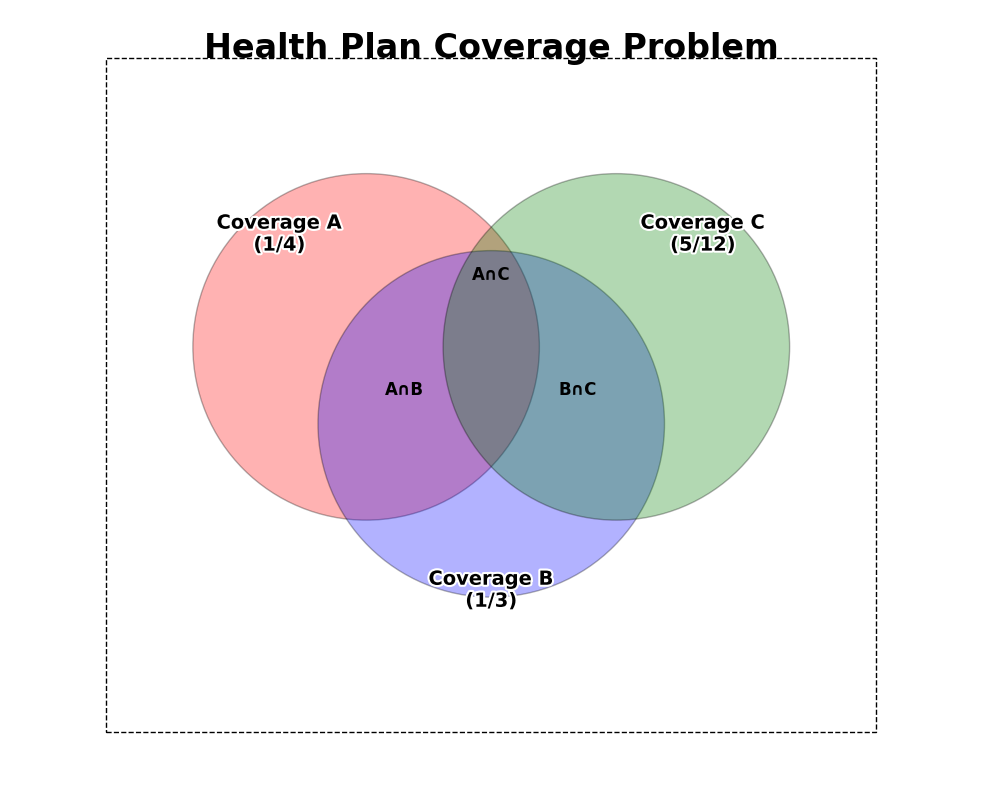 Health Plan Coverage Problem
Coverage A
(1/4)
Coverage C
(5/12)
A∩C
A∩B
B∩C
Coverage B
(1/3)